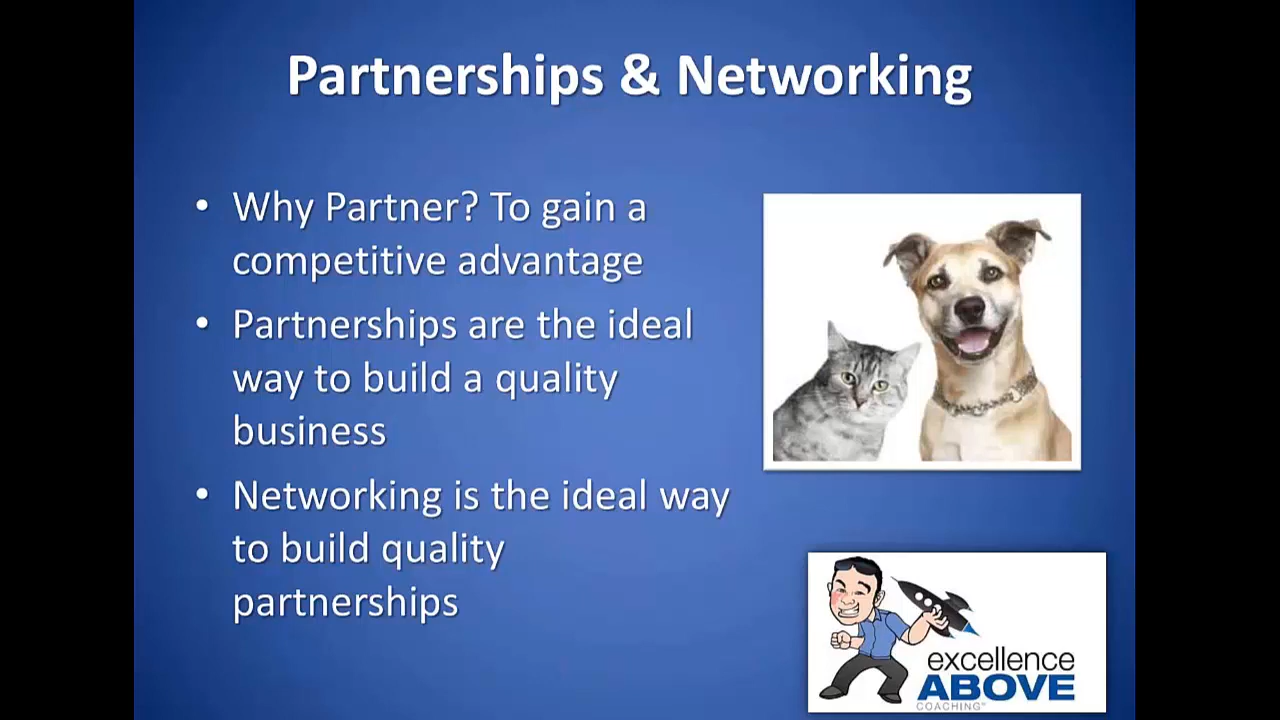 Partnerships & Networking
• Why Partner? To gain a
competitive advantage
• Partnerships are the ideal
way to build a quality
business
• Networking is the ideal way
to build quality
partnerships
excellence
ABOVE
COACHING™